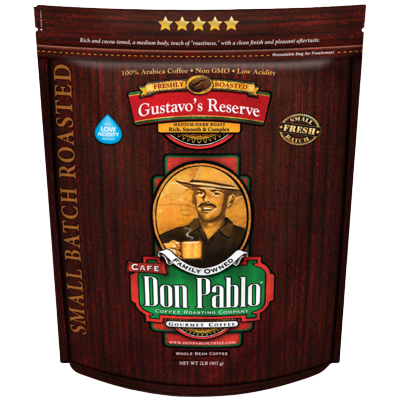 Rich and cocoa-toned, a medium body, touch of "roastiness," with a clean finish and pleasant aftertaste.
Resealable Bag for Freshness!
100% Arabica Coffee • Non GMO • Low Acidity
FRESHLY ROASTED
Gustavo's Reserve
MEDIUM-DARK ROAST
Rich, Smooth & Complex
LOW
ACIDITY
SMALL
FRESH
BATCH
SMALL BATCH ROASTED
FAMILY OWNED
CAFE
Don Pablo®
COFFEE ROASTING COMPANY
GOURMET COFFEE
WWW.DONPABLOCOFFEE.COM
WHOLE BEAN COFFEE
NET WT 2LB (907g)